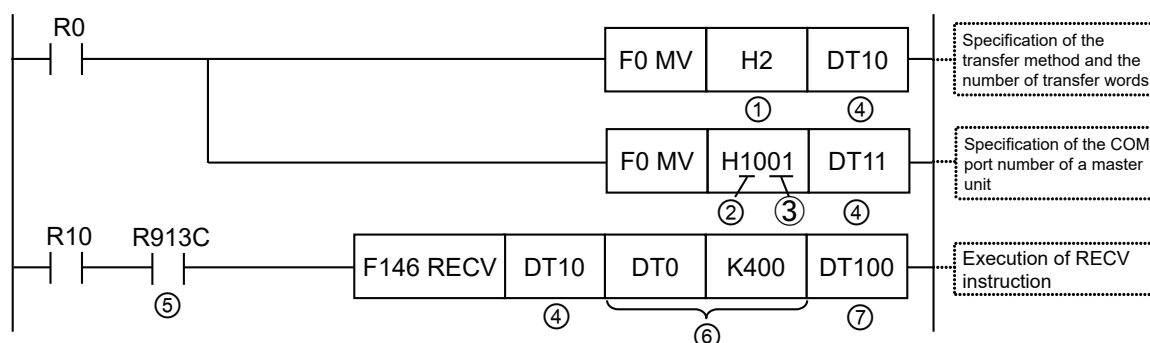 R0
F0 MV H2 DT10
① ④
Specification of the
transfer method and the
number of transfer words
F0 MV H1001 DT11
② ③ ④
Specification of the COM
port number of a master
unit
R10 R913C
⑤
F146 RECV DT10 DT0 K400 DT100
④ ⑥ ⑦
Execution of RECV
instruction